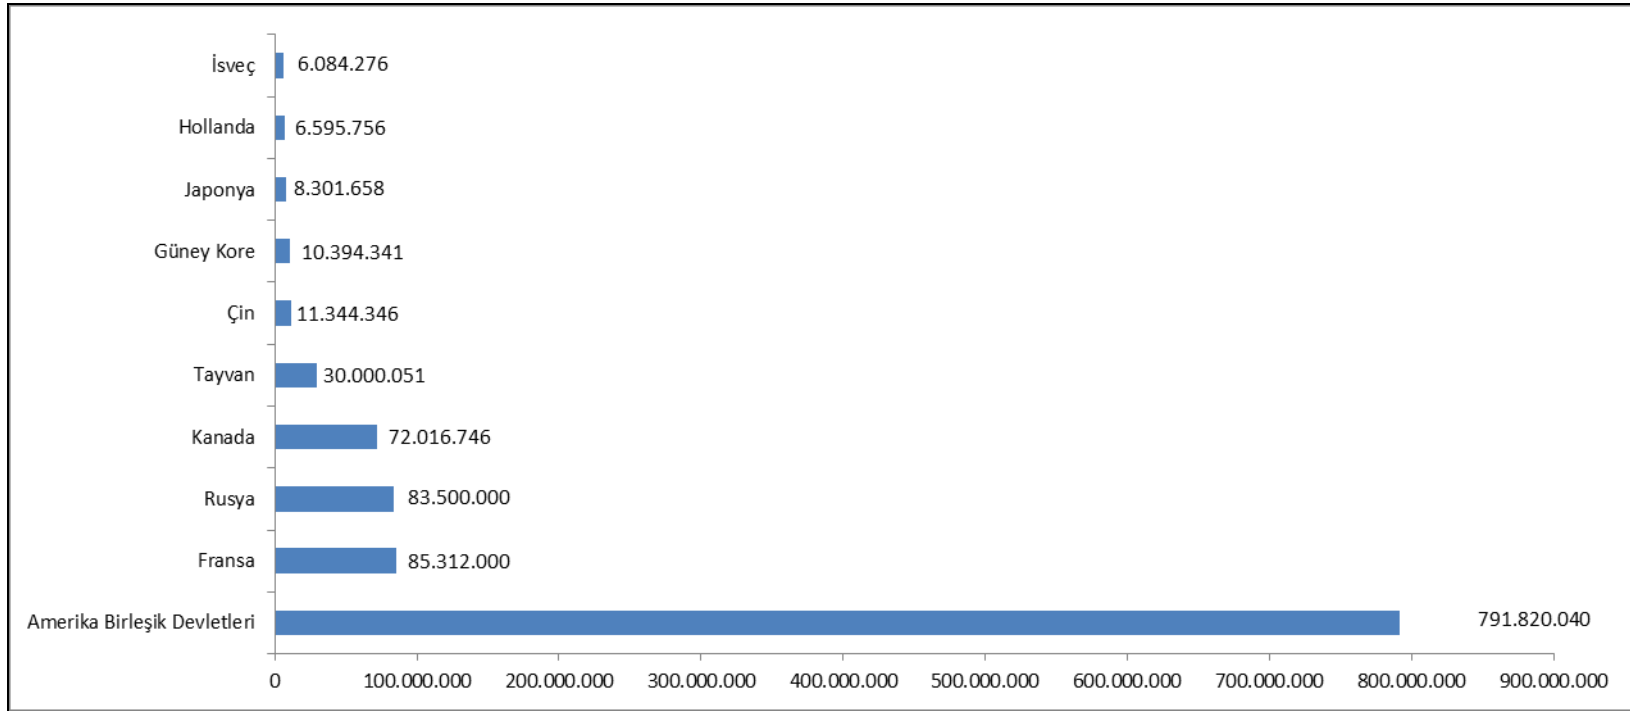 İsveç 6.084.276
Hollanda 6.595.756
Japonya 8.301.658
Güney Kore 10.394.341
Çin 11.344.346
Tayvan 30.000.051
Kanada 72.016.746
Rusya 83.500.000
Fransa 85.312.000
Amerika Birleşik Devletleri 791.820.040
0 100.000.000 200.000.000 300.000.000 400.000.000 500.000.000 600.000.000 700.000.000 800.000.000 900.000.000